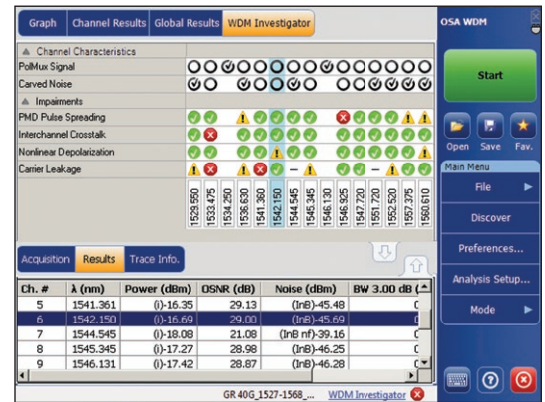 Graph Channel Results Global Results WDM Investigator
OSA WDM
Channel Characteristics
PolMux Signal
Carved Noise
Impairments
PMD Pulse Spreading
Interchannel Crosstalk
Nonlinear Depolarization
Carrier Leakage
1529.550 1533.475 1534.250 1536.630 1541.360 1542.150 1544.545 1545.345 1546.130 1546.925 1547.720 1551.720 1552.520 1557.375 1560.610
Start
Open Save Fav.
Main Menu
File
Discover
Preferences...
Analysis Setup...
Mode
Acquisition Results Trace Info.
Ch. # λ (nm) Power (dBm) OSNR (dB) Noise (dBm) BW 3.00 dB (
5 1541.361 (i)-16.35 29.13 (InB)-45.48
6 1542.150 (i)-16.69 29.00 (InB)-45.69
7 1544.545 (i)-18.08 21.08 (InB nf)-39.16
8 1545.345 (i)-17.27 28.98 (InB)-46.25
9 1546.131 (i)-17.42 28.87 (InB)-46.28
GR 40G_1527-1568_... WDM Investigator